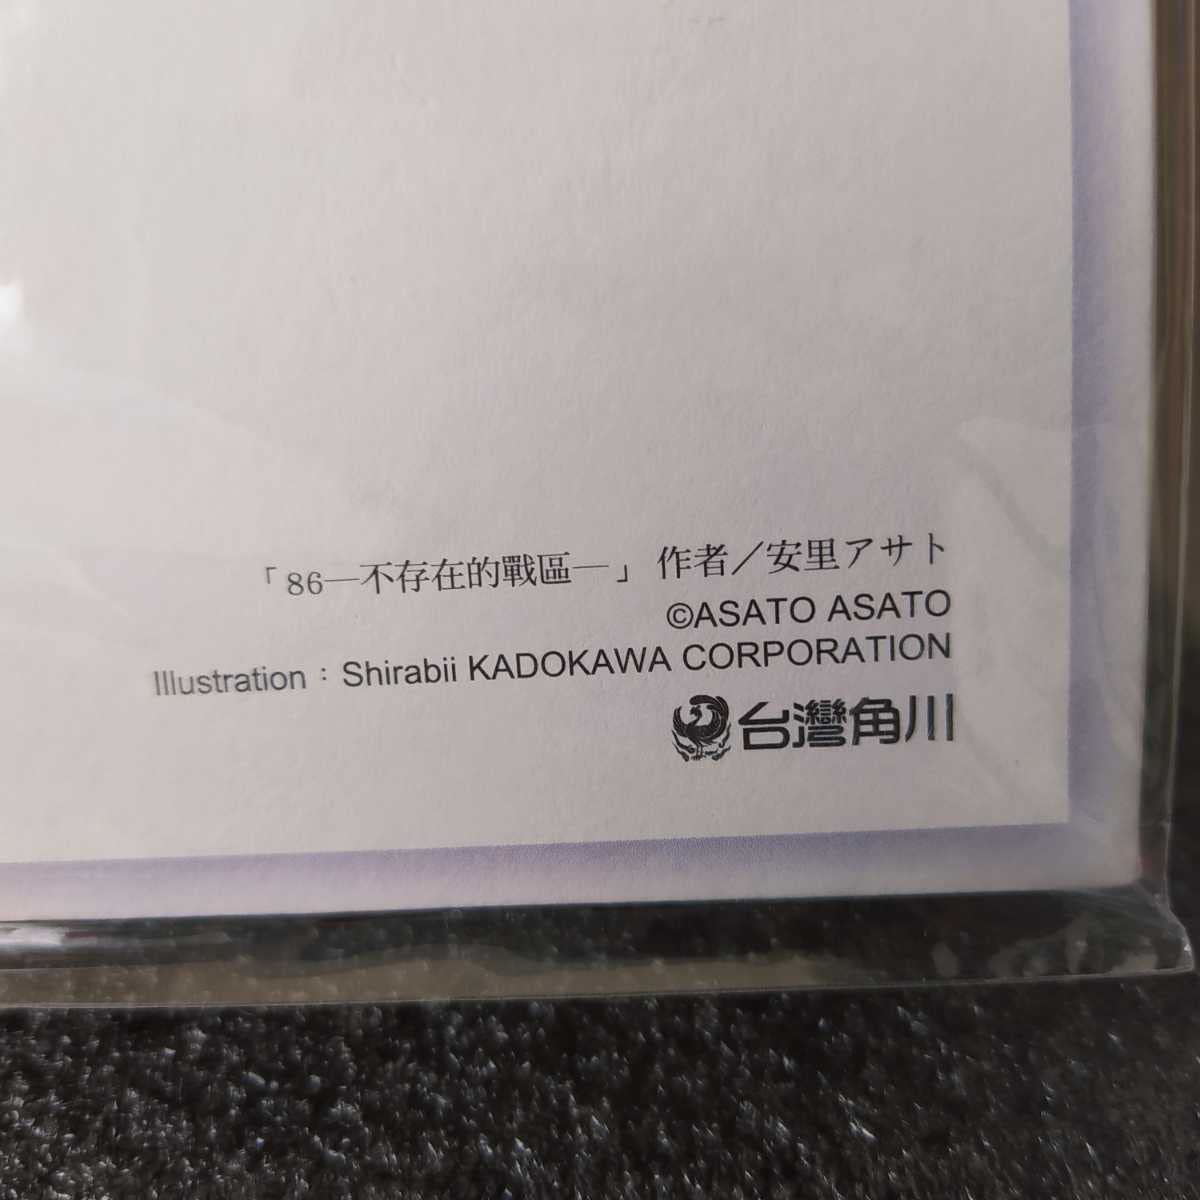 「86—不存在的戰區—」作者／安里アサト
©ASATO ASATO
Illustration：Shirabii KADOKAWA CORPORATION
台灣角川